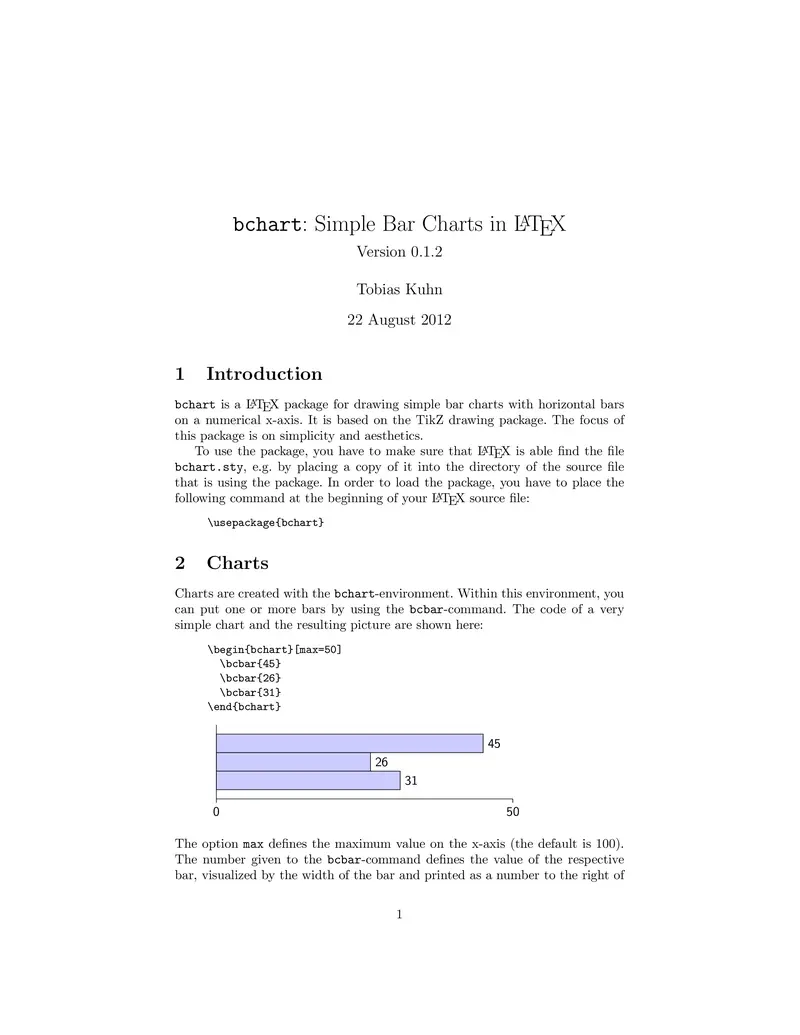 bchart: Simple Bar Charts in LATEX
Version 0.1.2
Tobias Kuhn
22 August 2012
1 Introduction
bchart is a LATEX package for drawing simple bar charts with horizontal bars
on a numerical x-axis. It is based on the TikZ drawing package. The focus of
this package is on simplicity and aesthetics.
To use the package, you have to make sure that LATEX is able find the file
bchart.sty, e.g. by placing a copy of it into the directory of the source file
that is using the package. In order to load the package, you have to place the
following command at the beginning of your LATEX source file:
\usepackage{bchart}
2 Charts
Charts are created with the bchart-environment. Within this environment, you
can put one or more bars by using the bcbar-command. The code of a very
simple chart and the resulting picture are shown here:
\begin{bchart}[max=50]
\bcbar{45}
\bcbar{26}
\bcbar{31}
\end{bchart}
45
26
31
0 50
The option max defines the maximum value on the x-axis (the default is 100).
The number given to the bcbar-command defines the value of the respective
bar, visualized by the width of the bar and printed as a number to the right of
1